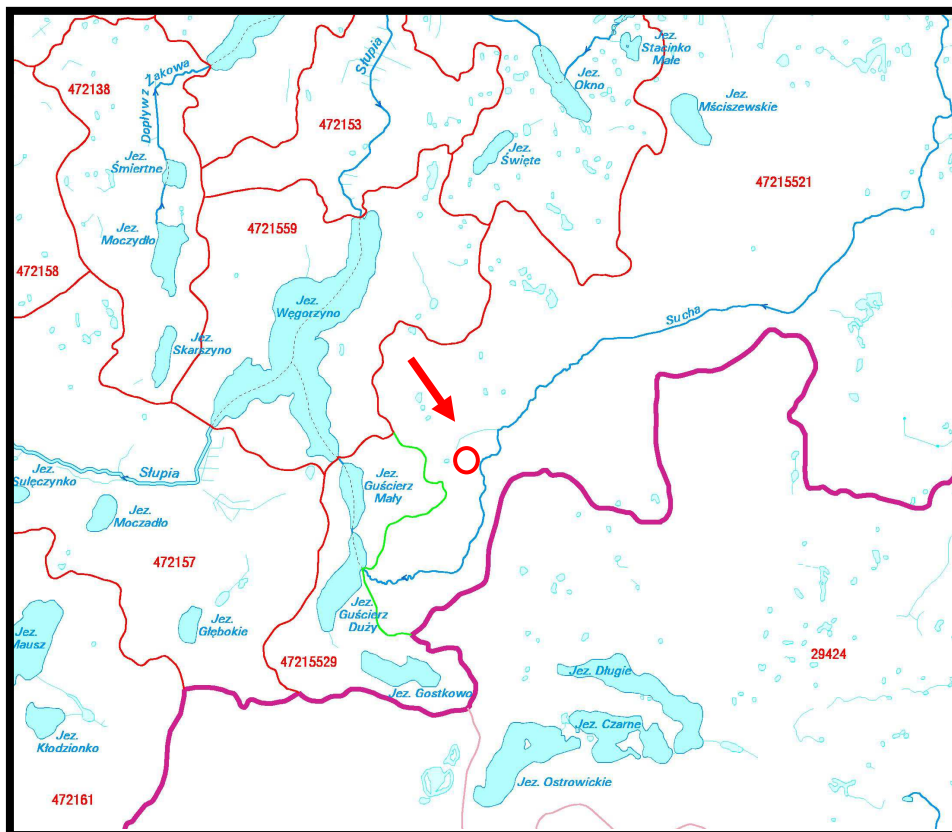 Jez.
Stacinko
Małe
Jez.
Okno
Słupia
Dopływ z Żakowa
472138
472153
Jez.
Mściszewskie
Jez.
Święte
Jez.
Śmiertne
47215521
4721559
Jez.
Moczydło
472158
Jez.
Węgorzyno
Sucha
Jez.
Skarszyno
Słupia
Jez.
Sulęczynko
Jez.
Guścierz
Mały
Jez.
Moczadło
472157
Jez.
Guścierz
Duży
Jez.
Głębokie
Jez.
Mausz
47215529
29424
Jez. Gostkowo
Jez. Długie
Jez. Czarne
Jez.
Kłodzionko
Jez. Ostrowickie
472161